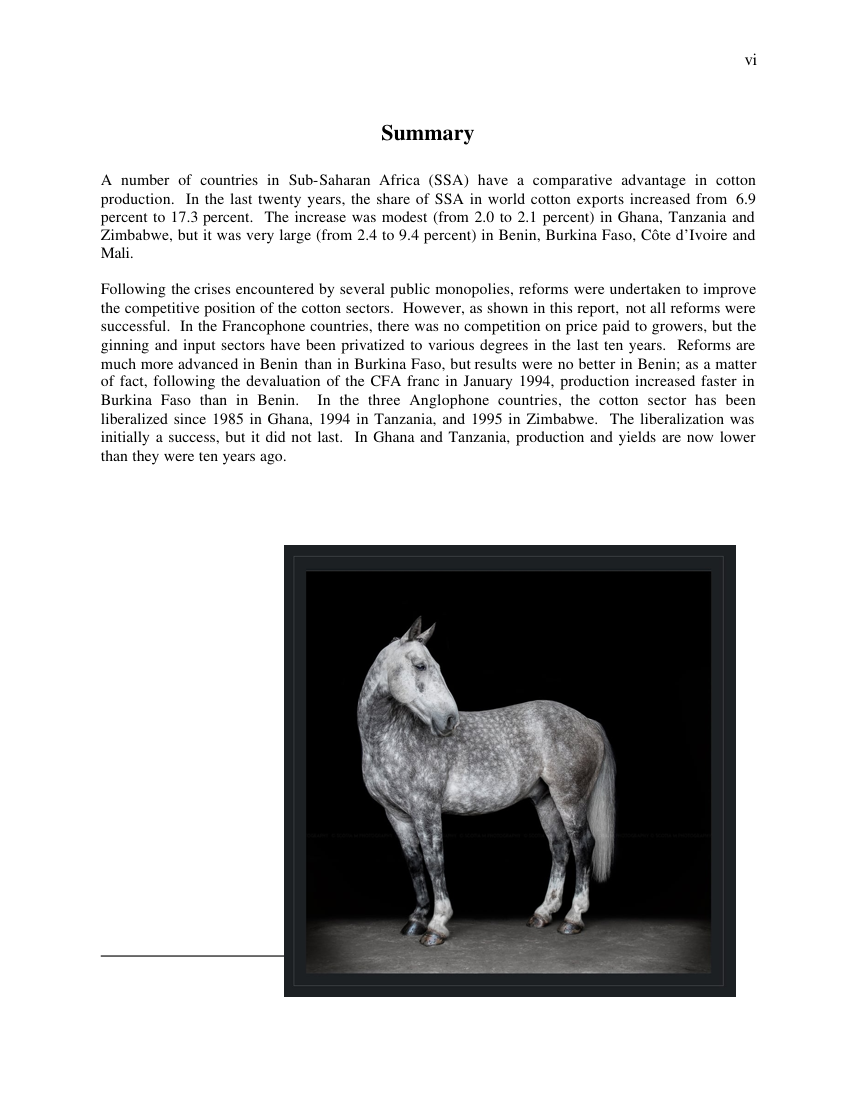 vi
Summary
A number of countries in Sub-Saharan Africa (SSA) have a comparative advantage in cotton
production. In the last twenty years, the share of SSA in world cotton exports increased from 6.9
percent to 17.3 percent. The increase was modest (from 2.0 to 2.1 percent) in Ghana, Tanzania and
Zimbabwe, but it was very large (from 2.4 to 9.4 percent) in Benin, Burkina Faso, Côte d’Ivoire and
Mali.
Following the crises encountered by several public monopolies, reforms were undertaken to improve
the competitive position of the cotton sectors. However, as shown in this report, not all reforms were
successful. In the Francophone countries, there was no competition on price paid to growers, but the
ginning and input sectors have been privatized to various degrees in the last ten years. Reforms are
much more advanced in Benin than in Burkina Faso, but results were no better in Benin; as a matter
of fact, following the devaluation of the CFA franc in January 1994, production increased faster in
Burkina Faso than in Benin. In the three Anglophone countries, the cotton sector has been
liberalized since 1985 in Ghana, 1994 in Tanzania, and 1995 in Zimbabwe. The liberalization was
initially a success, but it did not last. In Ghana and Tanzania, production and yields are now lower
than they were ten years ago.